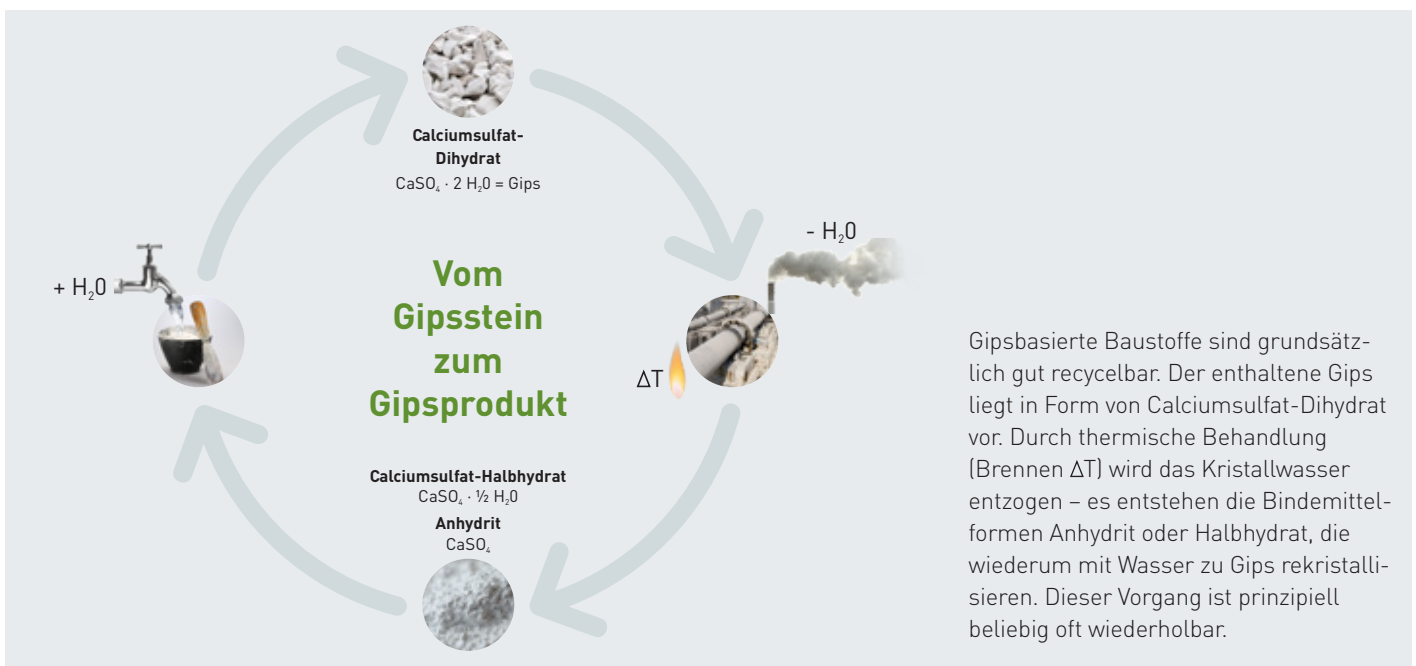 Calciumsulfat-
Dihydrat
CaSO₄ · 2 H₂0 = Gips
- H₂0
+ H₂0
Vom
Gipsstein
zum
Gipsprodukt
ΔT
Calciumsulfat-Halbhydrat
CaSO₄ · ½ H₂0
Anhydrit
CaSO₄
Gipsbasierte Baustoffe sind grundsätz-
lich gut recycelbar. Der enthaltene Gips
liegt in Form von Calciumsulfat-Dihydrat
vor. Durch thermische Behandlung
(Brennen ΔT) wird das Kristallwasser
entzogen – es entstehen die Bindemittel-
formen Anhydrit oder Halbhydrat, die
wiederum mit Wasser zu Gips rekristalli-
sieren. Dieser Vorgang ist prinzipiell
beliebig oft wiederholbar.